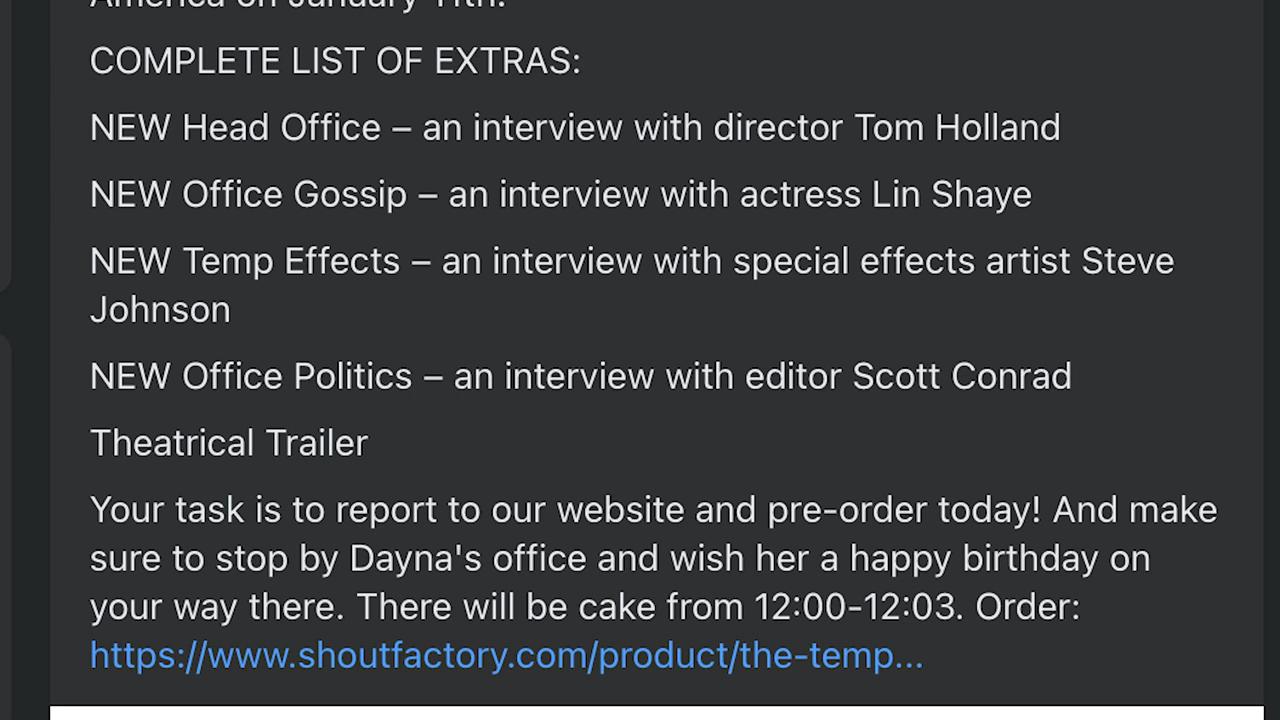 America on January 11th.
COMPLETE LIST OF EXTRAS:
NEW Head Office – an interview with director Tom Holland
NEW Office Gossip – an interview with actress Lin Shaye
NEW Temp Effects – an interview with special effects artist Steve
Johnson
NEW Office Politics – an interview with editor Scott Conrad
Theatrical Trailer
Your task is to report to our website and pre-order today! And make
sure to stop by Dayna's office and wish her a happy birthday on
your way there. There will be cake from 12:00-12:03. Order:
https://www.shoutfactory.com/product/the-temp...